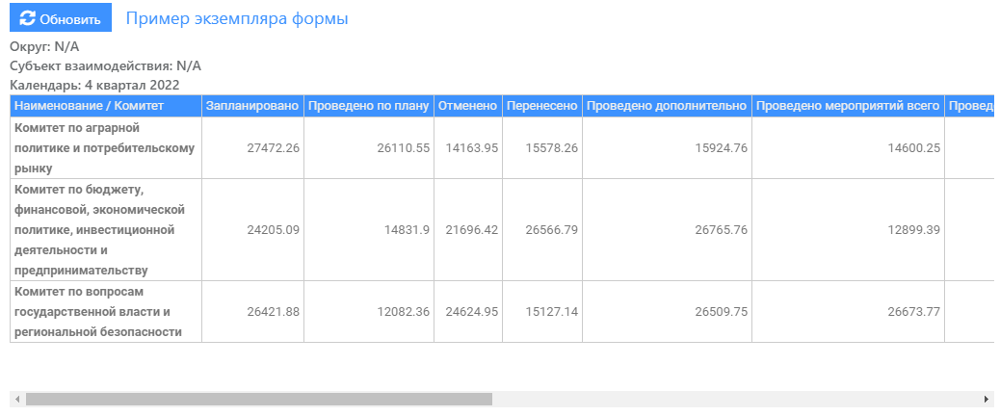 Обновить Пример экземпляра формы
Округ: N/A
Субъект взаимодействия: N/A
Календарь: 4 квартал 2022
Наименование / Комитет Запланировано Проведено по плану Отменено Перенесено Проведено дополнительно Проведено мероприятий всего Провед
Комитет по аграрной
политике и потребительскому 27472.26 26110.55 14163.95 15578.26 15924.76 14600.25
рынку
Комитет по бюджету,
финансовой, экономической
политике, инвестиционной 24205.09 14831.9 21696.42 26566.79 26765.76 12899.39
деятельности и
предпринимательству
Комитет по вопросам
государственной власти и 26421.88 12082.36 24624.95 15127.14 26509.75 26673.77
региональной безопасности